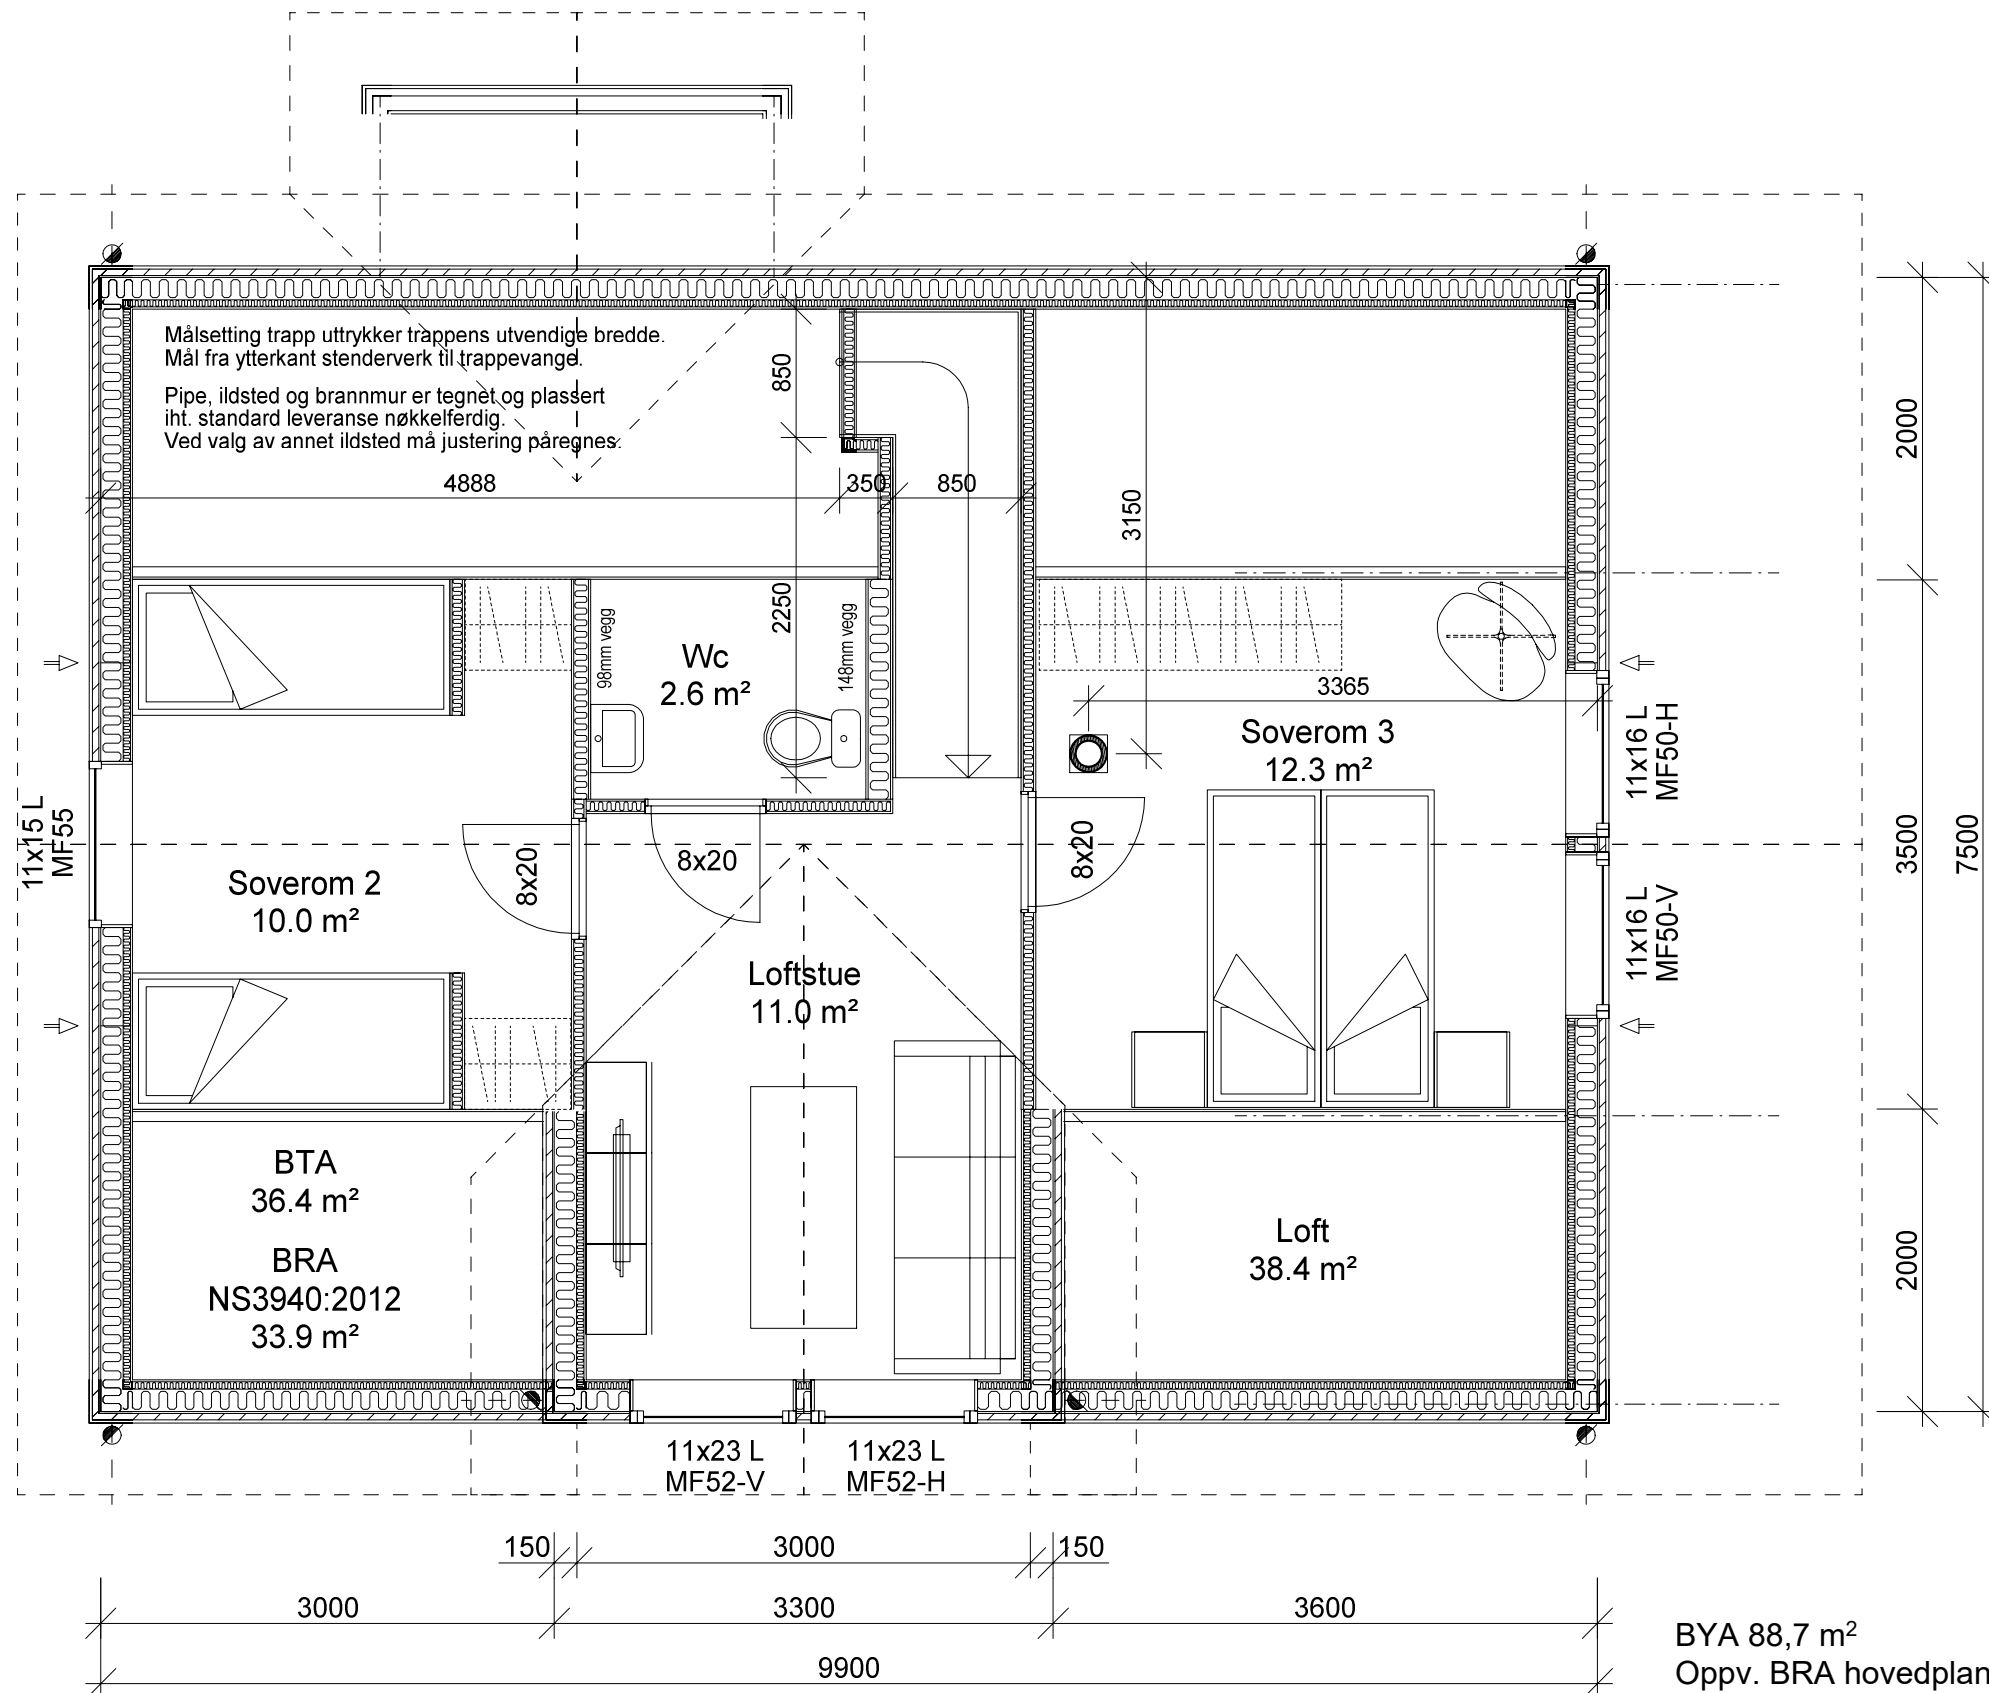 Målsetting trapp uttrykker trappens utvendige bredde.
Mål fra ytterkant stenderverk til trappevange.
Pipe, ildsted og brannmur er tegnet og plassert
iht. standard leveranse nøkkelferdig.
Ved valg av annet ildsted må justering påregnes.
850
4888
350
850
3150
2000
2250
98mm vegg
Wc
2.6 m²
148mm vegg
3365
Soverom 3
12.3 m²
11x16 L
MF50-H
11x15 L
MF55
Soverom 2
10.0 m²
8x20
8x20
8x20
3500
7500
11x16 L
MF50-V
Loftstue
11.0 m²
BTA
36.4 m²
BRA
NS3940:2012
33.9 m²
Loft
38.4 m²
2000
11x23 L
MF52-V
11x23 L
MF52-H
150
3000
150
3000
3300
3600
9900
BYA 88,7 m²
Oppv. BRA hovedplan